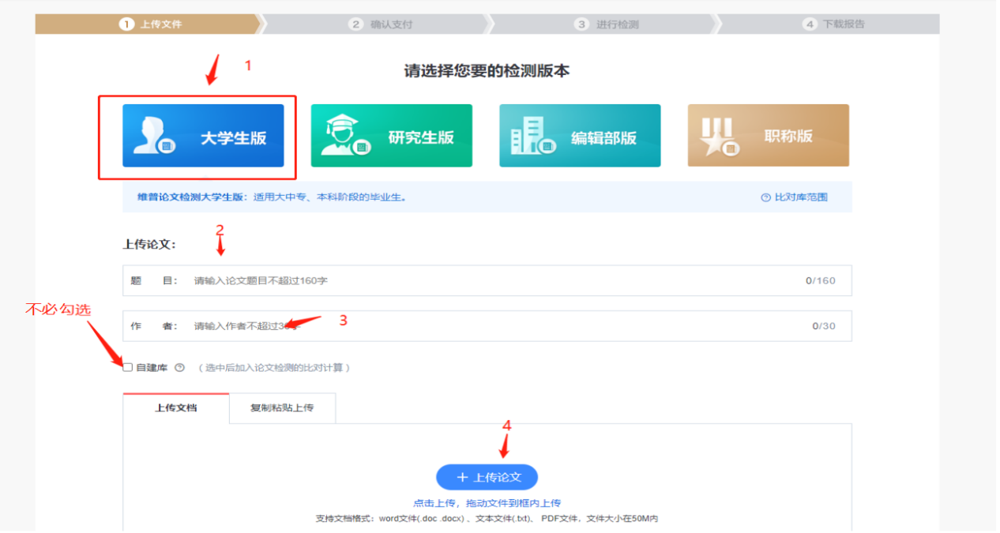 1 上传文件 2 确认支付 3 进行检测 4 下载报告
1
请选择您要的检测版本
大学生版 研究生版 编辑部版 职称版
维普论文检测大学生版：适用大中专、本科阶段的毕业生。 比对库范围
2
上传论文：
题 目： 请输入论文题目不超过160字 0/160
不必勾选
作 者： 请输入作者不超过30字 0/30
3
自建库 （选中后加入论文检测的比对计算）
上传文档 复制粘贴上传
4
＋ 上传论文
点击上传，拖动文件到框内上传
支持文档格式：word文件(.doc .docx) 、文本文件(.txt)、 PDF文件，文件大小在50M内